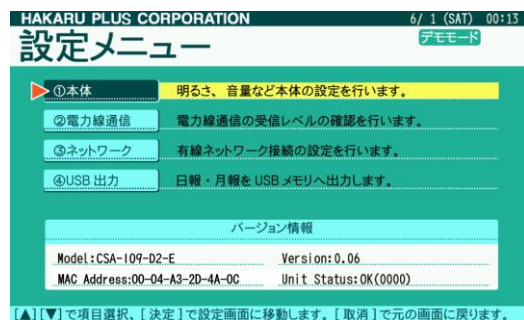 HAKARU PLUS CORPORATION 6/ 1 (SAT) 00:13
設定メニュー デモモード
①本体 明るさ、音量など本体の設定を行います。
②電力線通信 電力線通信の受信レベルの確認を行います。
③ネットワーク 有線ネットワーク接続の設定を行います。
④USB 出力 日報・月報を USB メモリへ出力します。
バージョン情報
Model:CSA-I09-D2-E Version:0.06
MAC Address:00-04-A3-2D-4A-0C Unit Status:OK(0000)
[▲][▼]で項目選択、[決定]で設定画面に移動します。[取消]で元の画面に戻ります。